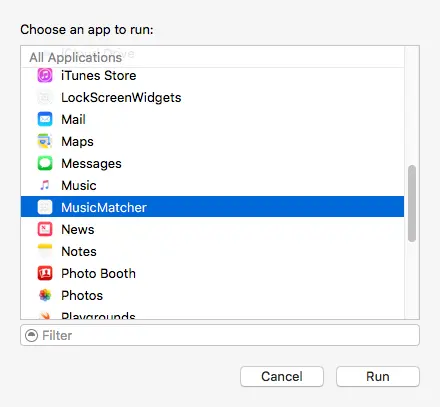 Choose an app to run:
All Applications
iTunes Store
LockScreenWidgets
Mail
Maps
Messages
Music
MusicMatcher
News
Notes
Photo Booth
Photos
Playgrounds
Filter
Cancel
Run